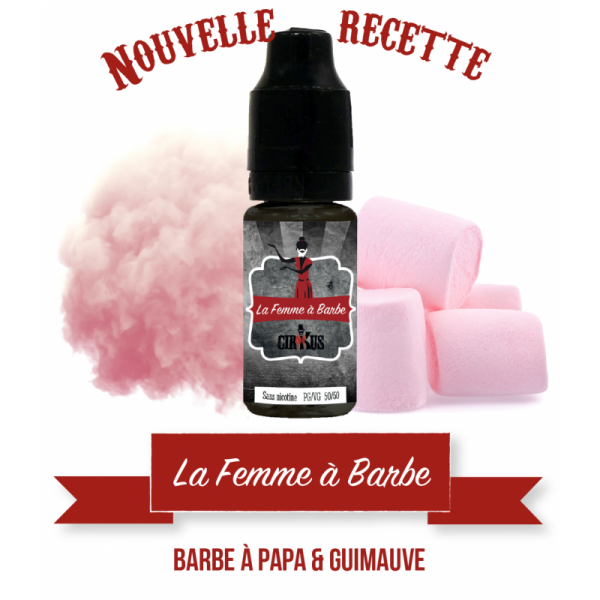 NOUVELLE RECETTE
La Femme à Barbe
CIRKUS
Sans nicotine PG/VG 50/50
La Femme à Barbe
BARBE À PAPA & GUIMAUVE